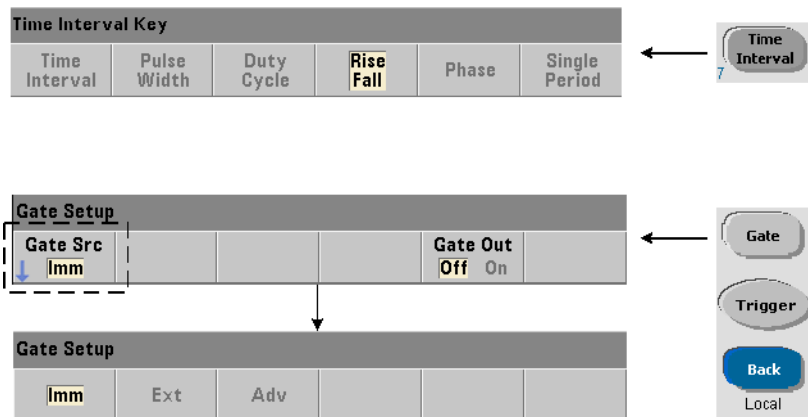 Time Interval Key
Time Interval
Pulse Width
Duty Cycle
Rise Fall
Phase
Single Period
Time Interval
7
Gate Setup
Gate Src
Imm
Gate Out
Off On
Gate
Trigger
Gate Setup
Imm
Ext
Adv
Back
Local